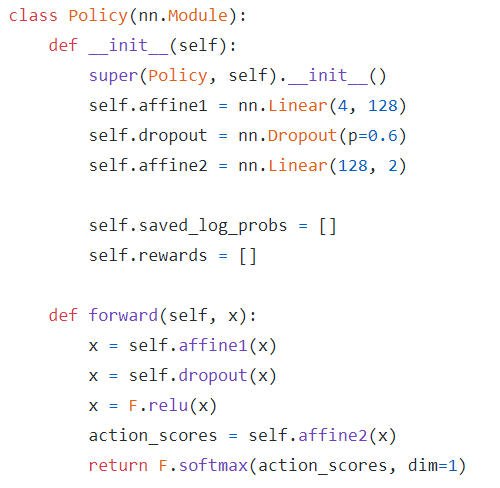 class Policy(nn.Module):
    def __init__(self):
        super(Policy, self).__init__()
        self.affine1 = nn.Linear(4, 128)
        self.dropout = nn.Dropout(p=0.6)
        self.affine2 = nn.Linear(128, 2)

        self.saved_log_probs = []
        self.rewards = []

    def forward(self, x):
        x = self.affine1(x)
        x = self.dropout(x)
        x = F.relu(x)
        action_scores = self.affine2(x)
        return F.softmax(action_scores, dim=1)